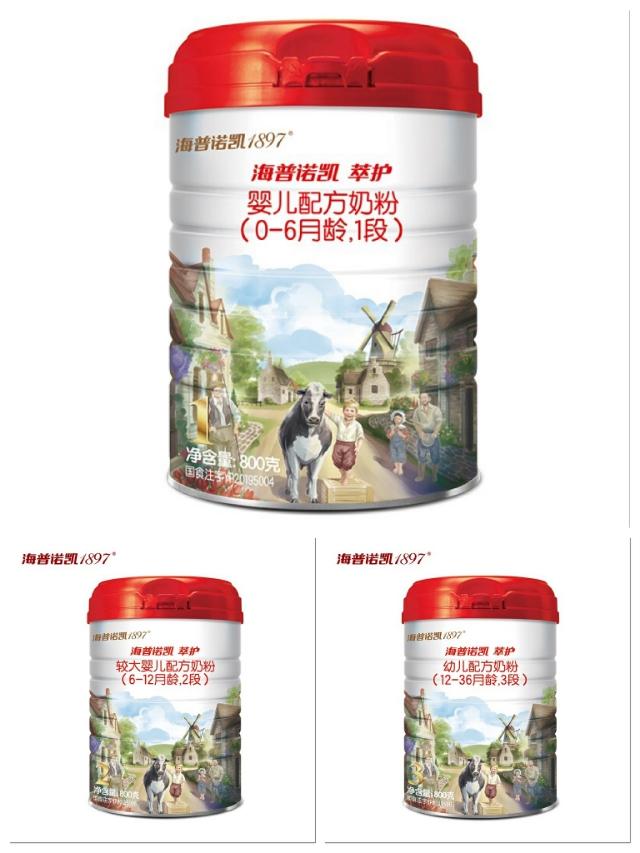 海普诺凯1897®
海普诺凯 萃护
婴儿配方奶粉
（0-6月龄,1段）
1
净含量: 800克
国食注字YP20195004
海普诺凯1897®
海普诺凯1897®
海普诺凯 萃护
较大婴儿配方奶粉
（6-12月龄,2段）
2
净含量: 800克
海普诺凯1897®
海普诺凯1897®
海普诺凯 萃护
幼儿配方奶粉
（12-36月龄,3段）
3
净含量: 800克